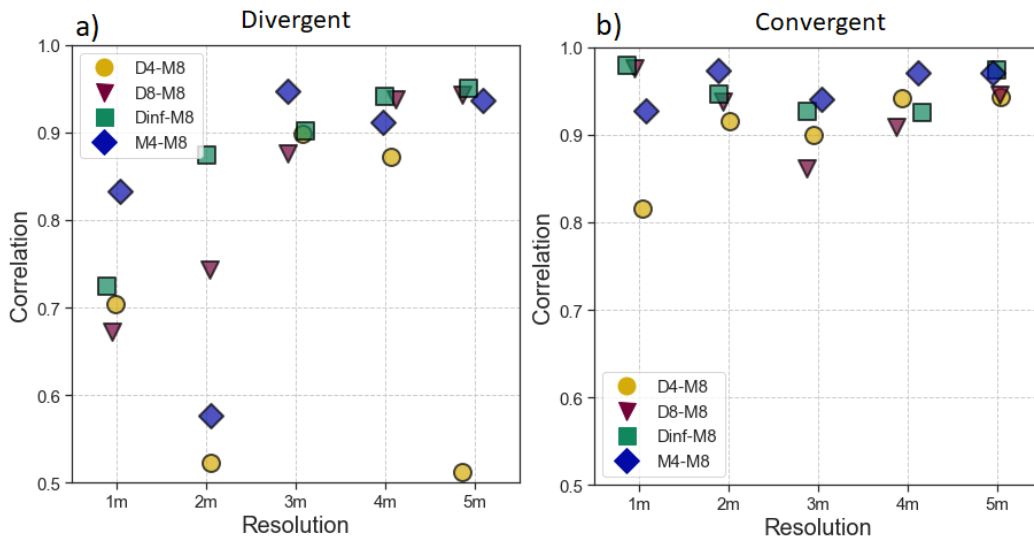 a) Divergent
1.0
0.9
0.8
0.7
0.6
0.5
Correlation
D4-M8
D8-M8
Dinf-M8
M4-M8
1m 2m 3m 4m 5m
Resolution
b) Convergent
1.0
0.9
0.8
0.7
0.6
0.5
Correlation
D4-M8
D8-M8
Dinf-M8
M4-M8
1m 2m 3m 4m 5m
Resolution